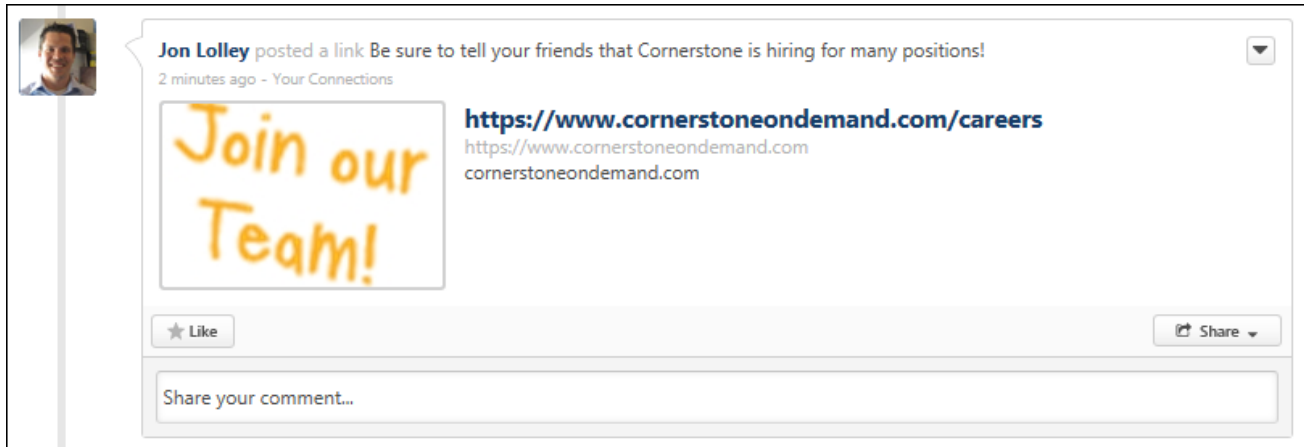 Jon Lolley posted a link Be sure to tell your friends that Cornerstone is hiring for many positions!
2 minutes ago - Your Connections
Join our
Team!
https://www.cornerstoneondemand.com/careers
https://www.cornerstoneondemand.com
cornerstoneondemand.com
Like
Share
Share your comment...